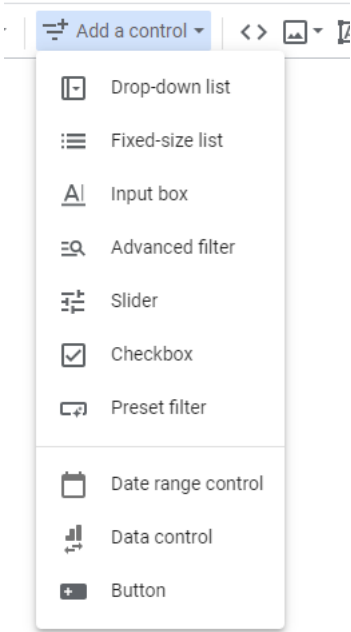 Add a control
Drop-down list
Fixed-size list
Input box
Advanced filter
Slider
Checkbox
Preset filter
Date range control
Data control
Button